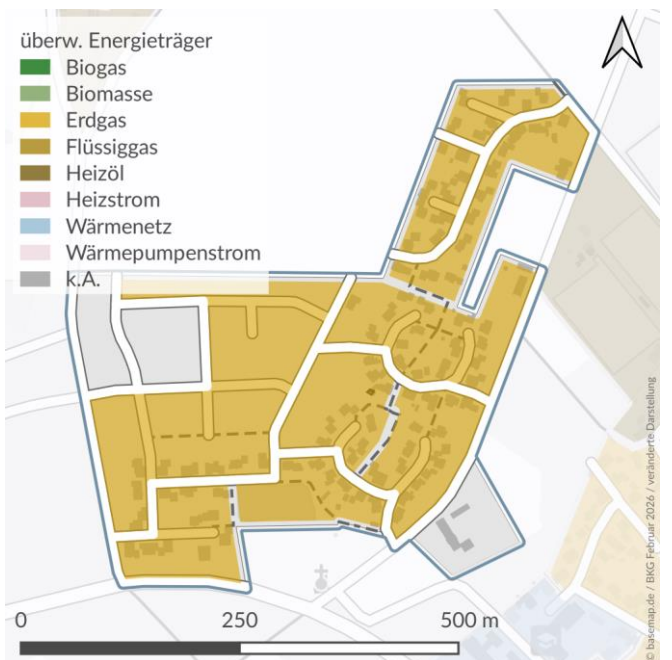 überw. Energieträger
Biogas
Biomasse
Erdgas
Flüssiggas
Heizöl
Heizstrom
Wärmenetz
Wärmepumpenstrom
k.A.
0 250 500 m
© basemap.de / BKG Februar 2026 / veränderte Darstellung